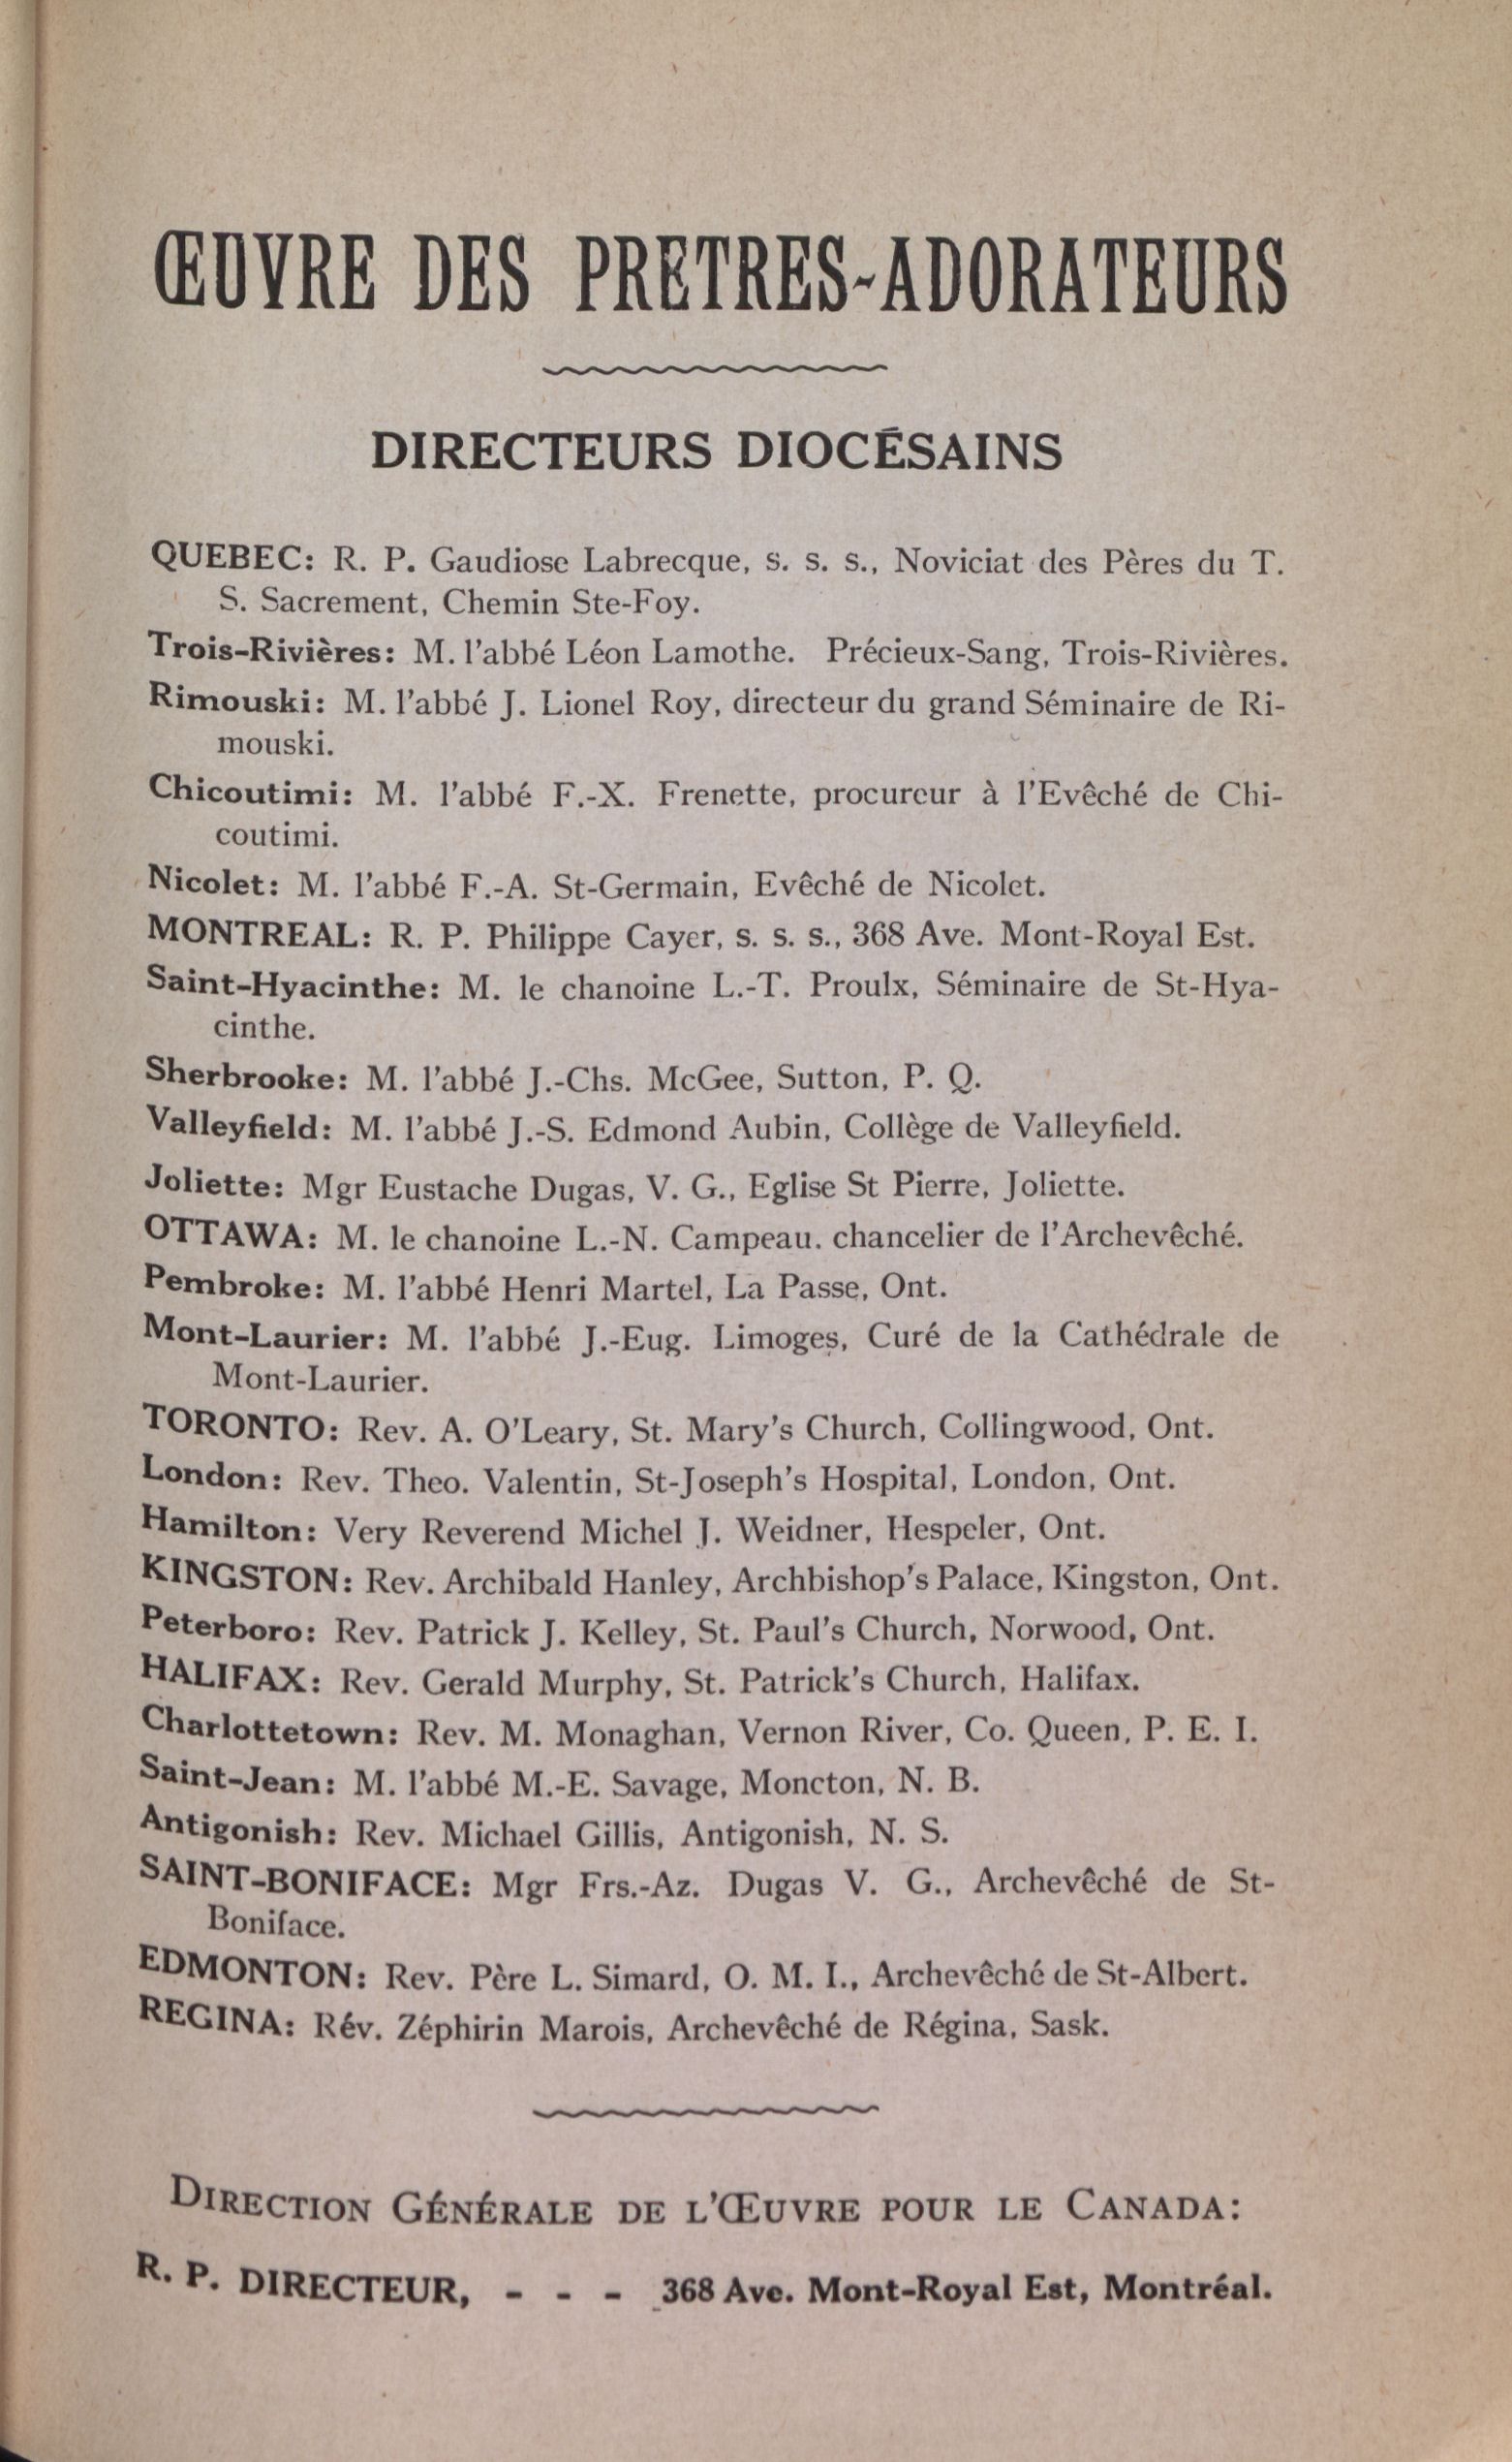 ŒUVRE DES PRETRES-ADORATEURS
DIRECTEURS DIOCÉSAINS
QUEBEC: R. P. Gaudiose Labrecque, s. s. s., Noviciat des Pères du T.
S. Sacrement, Chemin Ste-Foy.
Trois-Rivières: M. l'abbé Léon Lamothe. Précieux-Sang, Trois-Rivières.
Rimouski: M. l'abbé J. Lionel Roy, directeur du grand Séminaire de Ri-
mouski.
Chicoutimi: M. l'abbé F.-X. Frenette, procureur à l'Evêché de Chi-
coutimi.
Nicolet: M. l'abbé F.-A. St-Germain, Evêché de Nicolet.
MONTREAL: R. P. Philippe Cayer, s. s. s., 368 Ave. Mont-Royal Est.
Saint-Hyacinthe: M. le chanoine L.-T. Proulx, Séminaire de St-Hya-
cinthe.
Sherbrooke: M. l'abbé J.-Chs. McGee, Sutton, P. Q.
Valleyfield: M. l'abbé J.-S. Edmond Aubin, Collège de Valleyfield.
Joliette: Mgr Eustache Dugas, V. G., Eglise St Pierre, Joliette.
OTTAWA: M. le chanoine L.-N. Campeau. chancelier de l'Archevêché.
Pembroke: M. l'abbé Henri Martel, La Passe, Ont.
Mont-Laurier: M. l'abbé J.-Eug. Limoges, Curé de la Cathédrale de
Mont-Laurier.
TORONTO: Rev. A. O'Leary, St. Mary's Church, Collingwood, Ont.
London: Rev. Theo. Valentin, St-Joseph's Hospital, London, Ont.
Hamilton: Very Reverend Michel J. Weidner, Hespeler, Ont.
KINGSTON: Rev. Archibald Hanley, Archbishop's Palace, Kingston, Ont.
Peterboro: Rev. Patrick J. Kelley, St. Paul's Church, Norwood, Ont.
HALIFAX: Rev. Gerald Murphy, St. Patrick's Church, Halifax.
Charlottetown: Rev. M. Monaghan, Vernon River, Co. Queen, P. E. I.
Saint-Jean: M. l'abbé M.-E. Savage, Moncton, N. B.
Antigonish: Rev. Michael Gillis, Antigonish, N. S.
SAINT-BONIFACE: Mgr Frs.-Az. Dugas V. G., Archevêché de St-
Boniface.
EDMONTON: Rev. Père L. Simard, O. M. I., Archevêché de St-Albert.
REGINA: Rév. Zéphirin Marois, Archevêché de Régina, Sask.
DIRECTION GÉNÉRALE DE L'ŒUVRE POUR LE CANADA:
R. P. DIRECTEUR, - - - 368 Ave. Mont-Royal Est, Montréal.